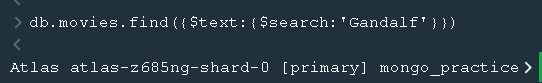 > db.movies.find({$text:{$search:'Gandalf'}})
<
Atlas atlas-z685ng-shard-0 [primary] mongo_practice>